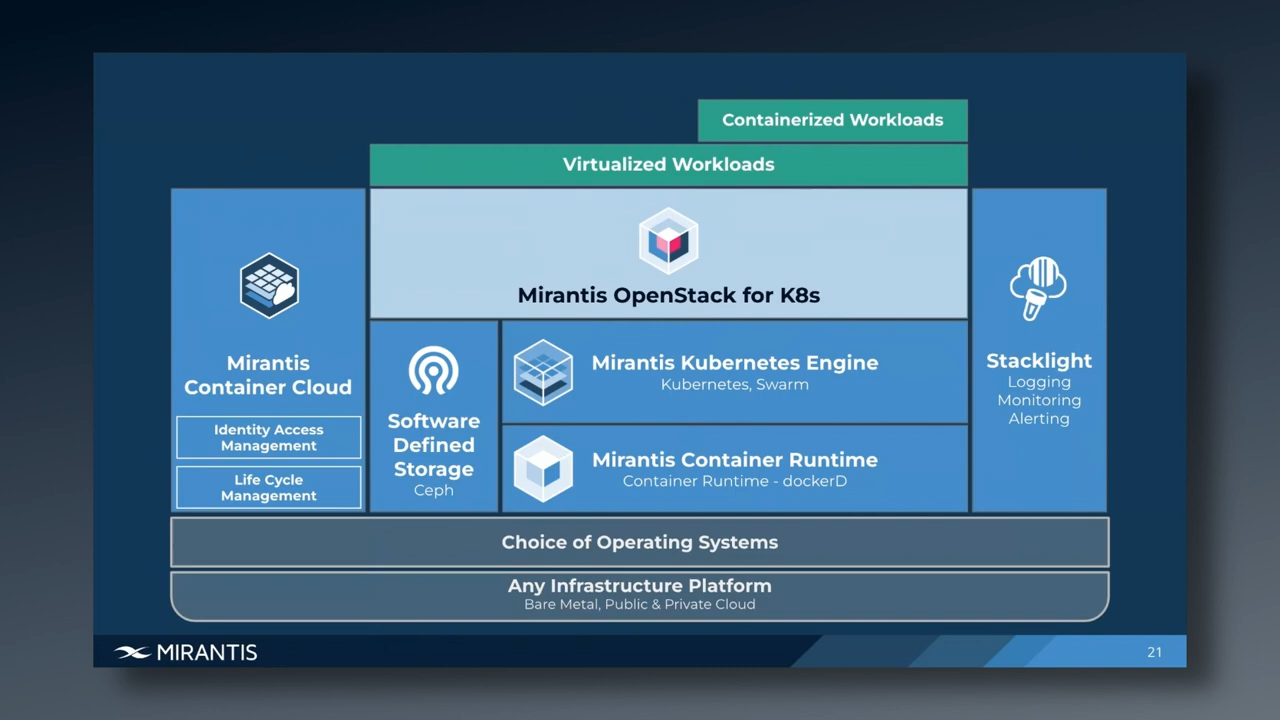 Containerized Workloads
Virtualized Workloads
Mirantis OpenStack for K8s
Mirantis
Container Cloud
Identity Access
Management
Life Cycle
Management
Software
Defined
Storage
Ceph
Mirantis Kubernetes Engine
Kubernetes, Swarm
Mirantis Container Runtime
Container Runtime - dockerD
Stacklight
Logging
Monitoring
Alerting
Choice of Operating Systems
Any Infrastructure Platform
Bare Metal, Public & Private Cloud
MIRANTIS
21